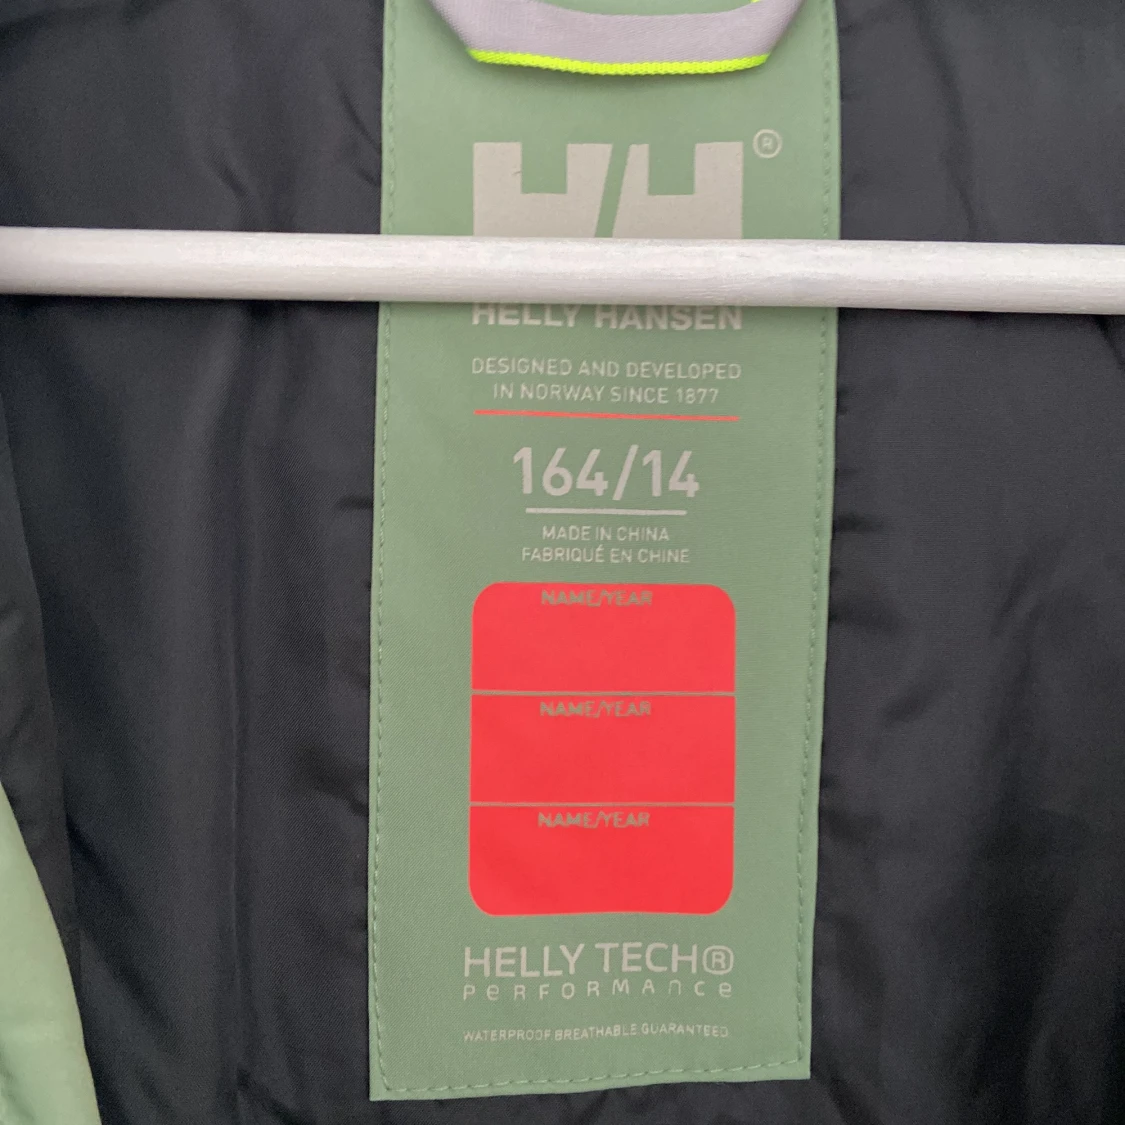 HH®
HELLY HANSEN
DESIGNED AND DEVELOPED
IN NORWAY SINCE 1877
164/14
MADE IN CHINA
FABRIQUÉ EN CHINE
NAME/YEAR
NAME/YEAR
NAME/YEAR
HELLY TECH®
PeRFORMAnce
WATERPROOF BREATHABLE GUARANTEED